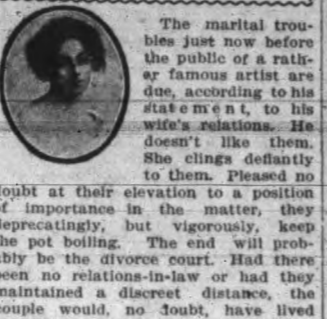 The marital trou-
bles just now before
the public of a rath-
er famous artist are
due, according to his
statement, to his
wife's relations. He
doesn't like them.
She clings defiantly
to them. Pleased no
doubt at their elevation to a position
of importance in the matter, they
deprecatingly, but vigorously, keep
the pot boiling. The end will prob-
ably be the divorce court. Had there
been no relations-in-law or had they
maintained a discreet distance, the
couple would, no doubt, have lived